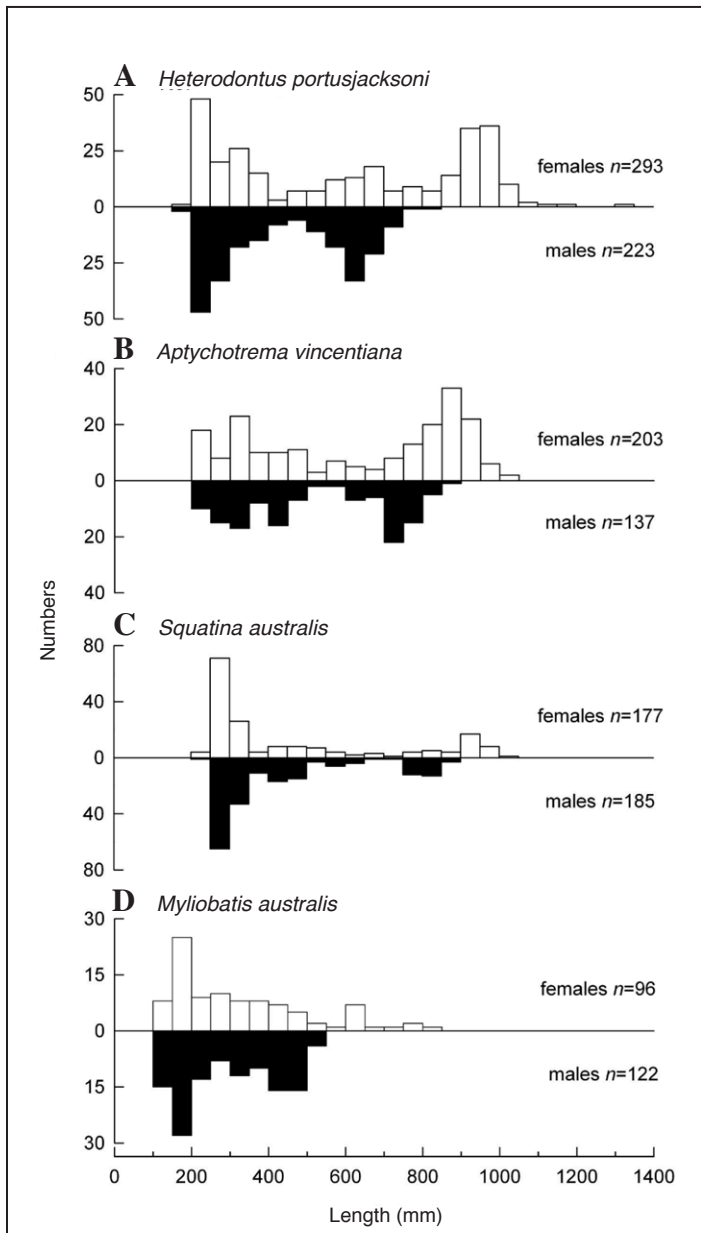 A Heterodontus portusjacksoni
50
25
0
25
50
females n=293
males n=223
B Aptychotrema vincentiana
40
20
0
20
40
females n=203
males n=137
C Squatina australis
80
40
0
40
80
females n=177
males n=185
D Myliobatis australis
30
15
0
15
30
females n=96
males n=122
Numbers
0 200 400 600 800 1000 1200 1400
Length (mm)